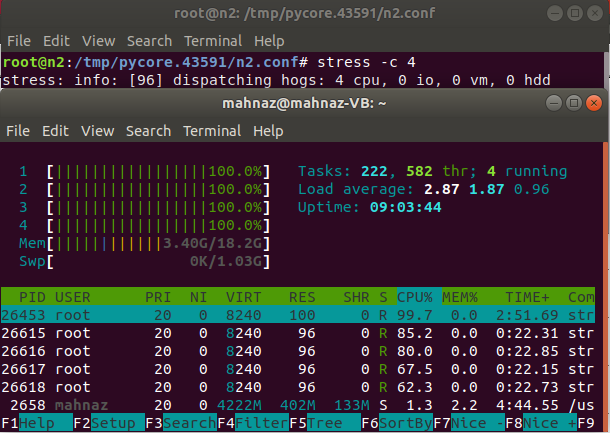 root@n2: /tmp/pycore.43591/n2.conf
File Edit View Search Terminal Help
root@n2:/tmp/pycore.43591/n2.conf# stress -c 4
stress: info: [96] dispatching hogs: 4 cpu, 0 io, 0 vm, 0 hdd
mahnaz@mahnaz-VB: ~
File Edit View Search Terminal Help
1 [|||||||||||||||||100.0%] Tasks: 222, 582 thr; 4 running
2 [|||||||||||||||||100.0%] Load average: 2.87 1.87 0.96
3 [|||||||||||||||||100.0%] Uptime: 09:03:44
4 [|||||||||||||||||100.0%]
Mem[||||||||||||3.40G/18.2G]
Swp[ 0K/1.03G]
PID USER PRI NI VIRT RES SHR S CPU% MEM% TIME+ Com
26453 root 20 0 8240 100 0 R 99.7 0.0 2:51.69 str
26615 root 20 0 8240 96 0 R 85.2 0.0 0:22.31 str
26616 root 20 0 8240 96 0 R 80.0 0.0 0:22.85 str
26617 root 20 0 8240 96 0 R 67.5 0.0 0:22.15 str
26618 root 20 0 8240 96 0 R 62.3 0.0 0:22.73 str
2658 mahnaz 20 0 4222M 402M 133M S 1.3 2.2 4:44.55 /us
F1Help F2Setup F3SearchF4FilterF5Tree F6SortByF7Nice -F8Nice +F9